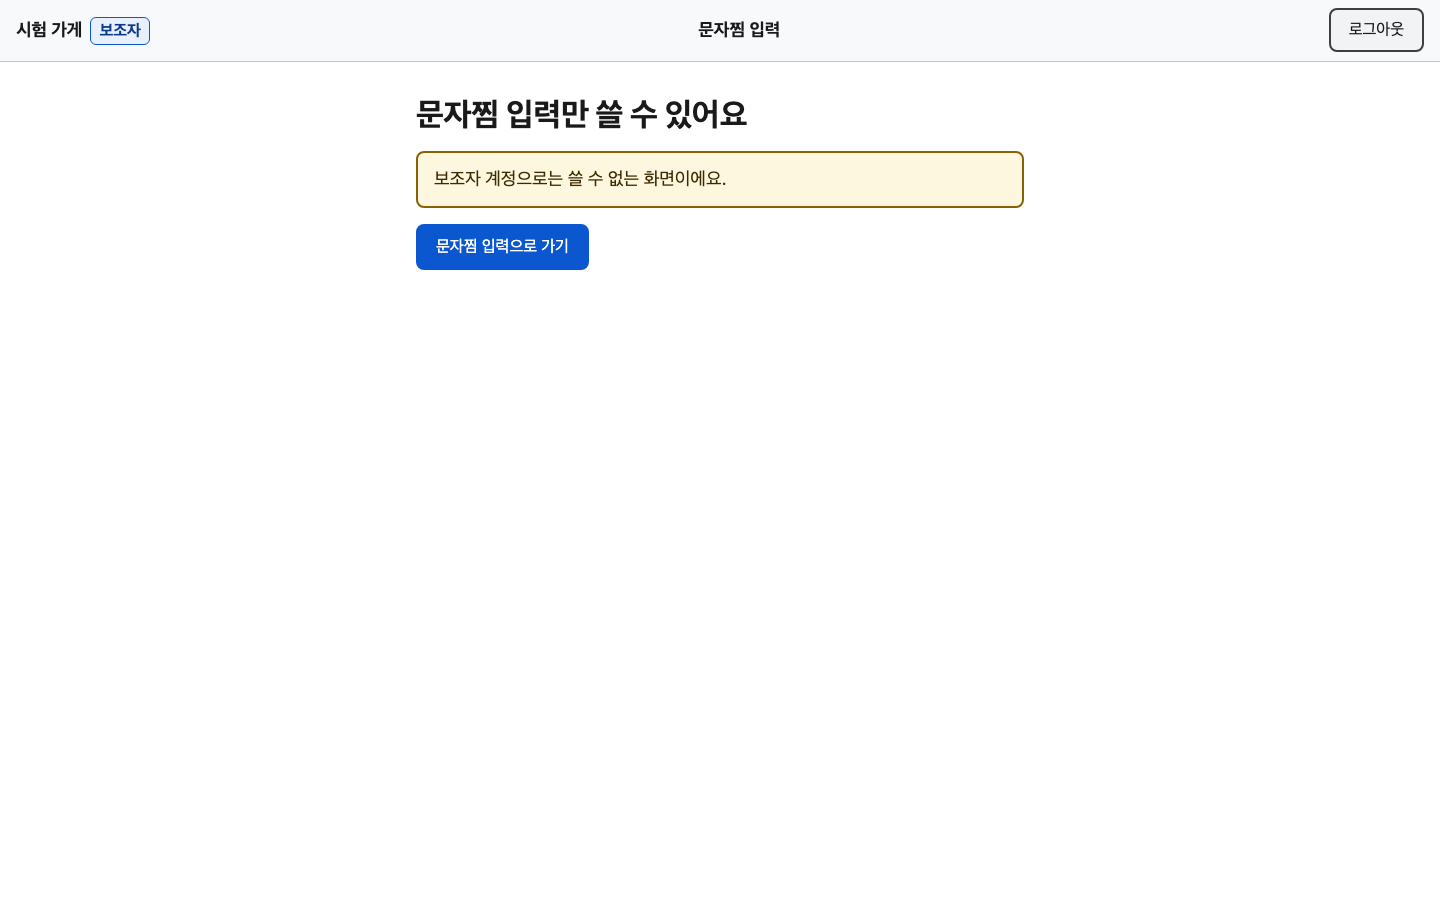 시험 가게 보조자 문자찜 입력 로그아웃
문자찜 입력만 쓸 수 있어요
보조자 계정으로는 쓸 수 없는 화면이에요.
문자찜 입력으로 가기